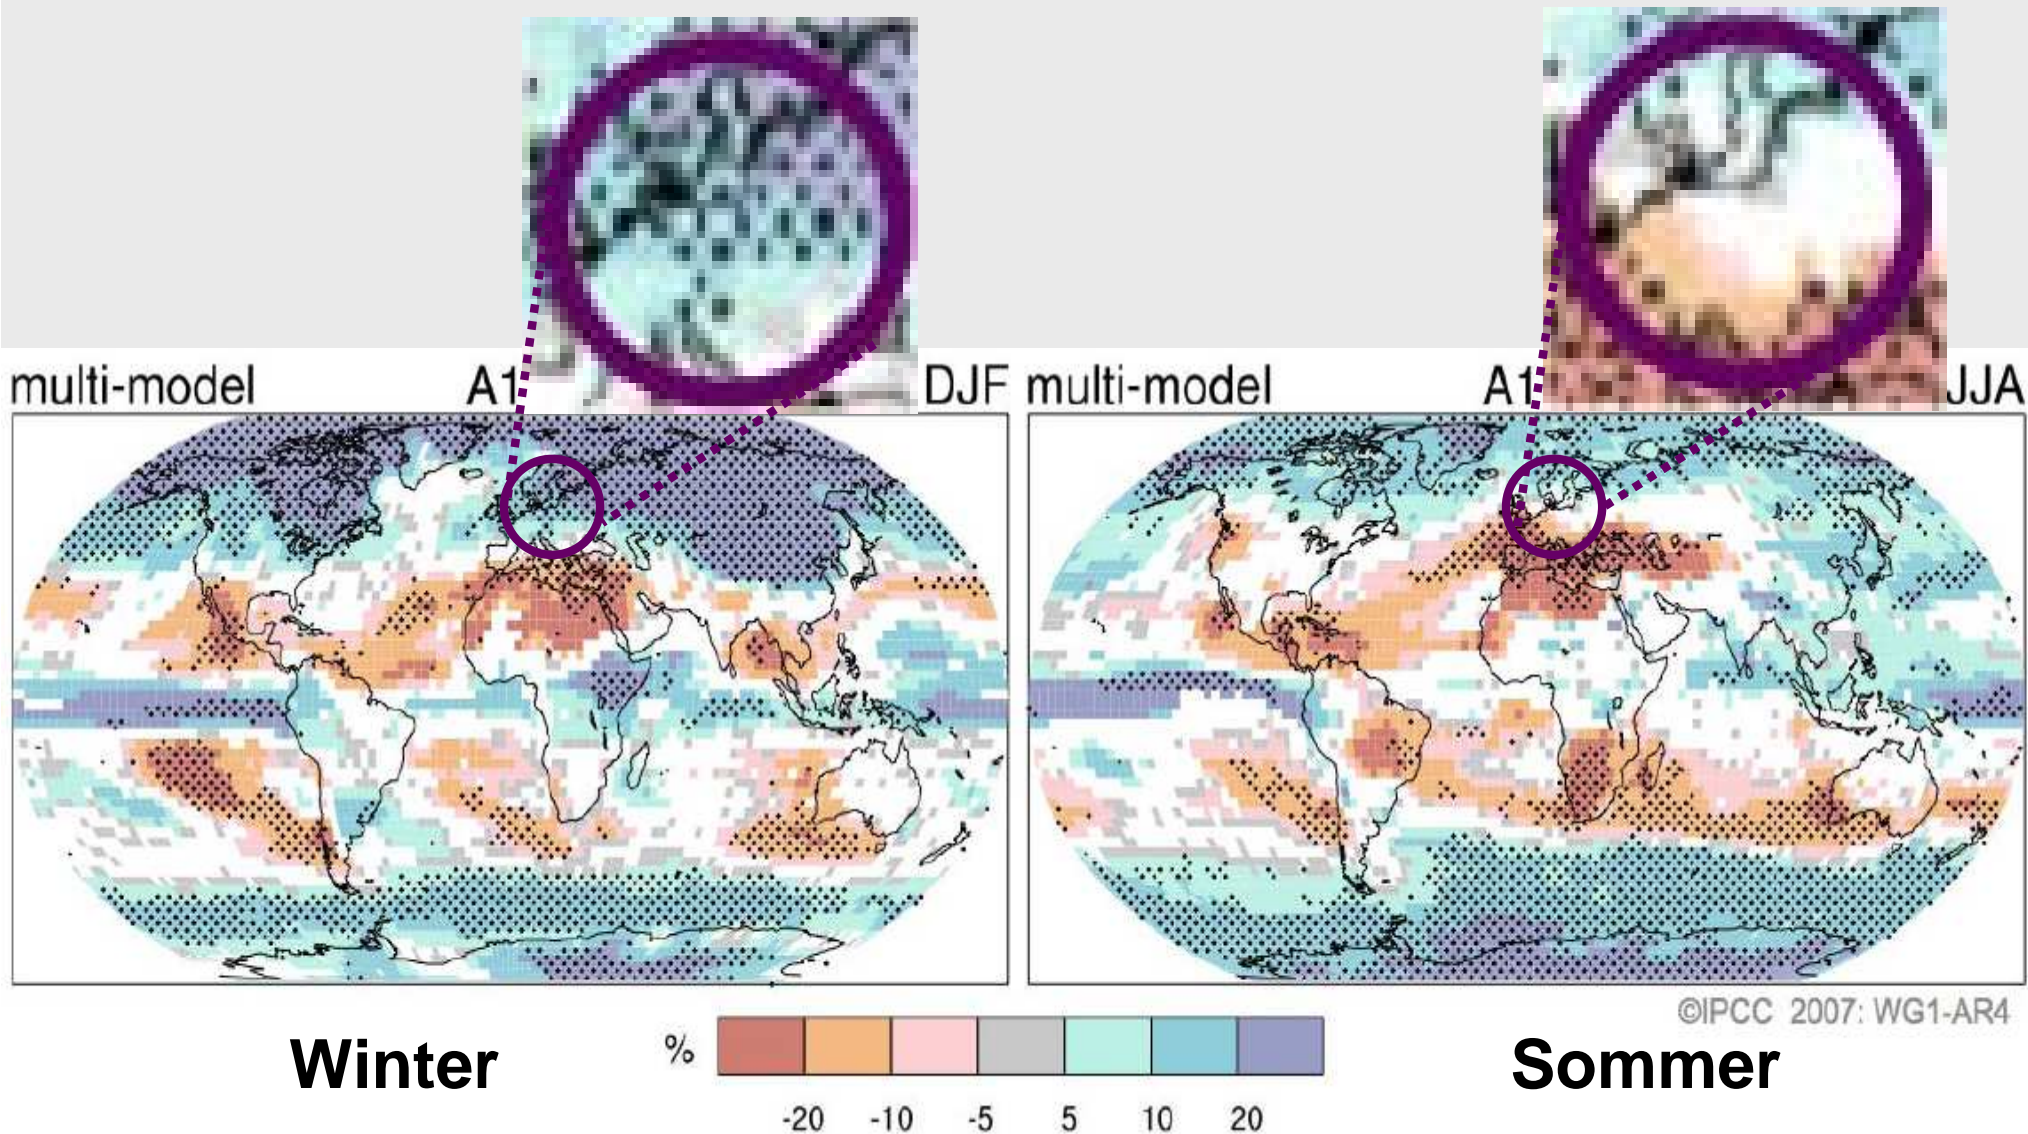 multi-model A1 DJF
multi-model A1 JJA
©IPCC 2007: WG1-AR4
Winter
%
Sommer
-20 -10 -5 5 10 20